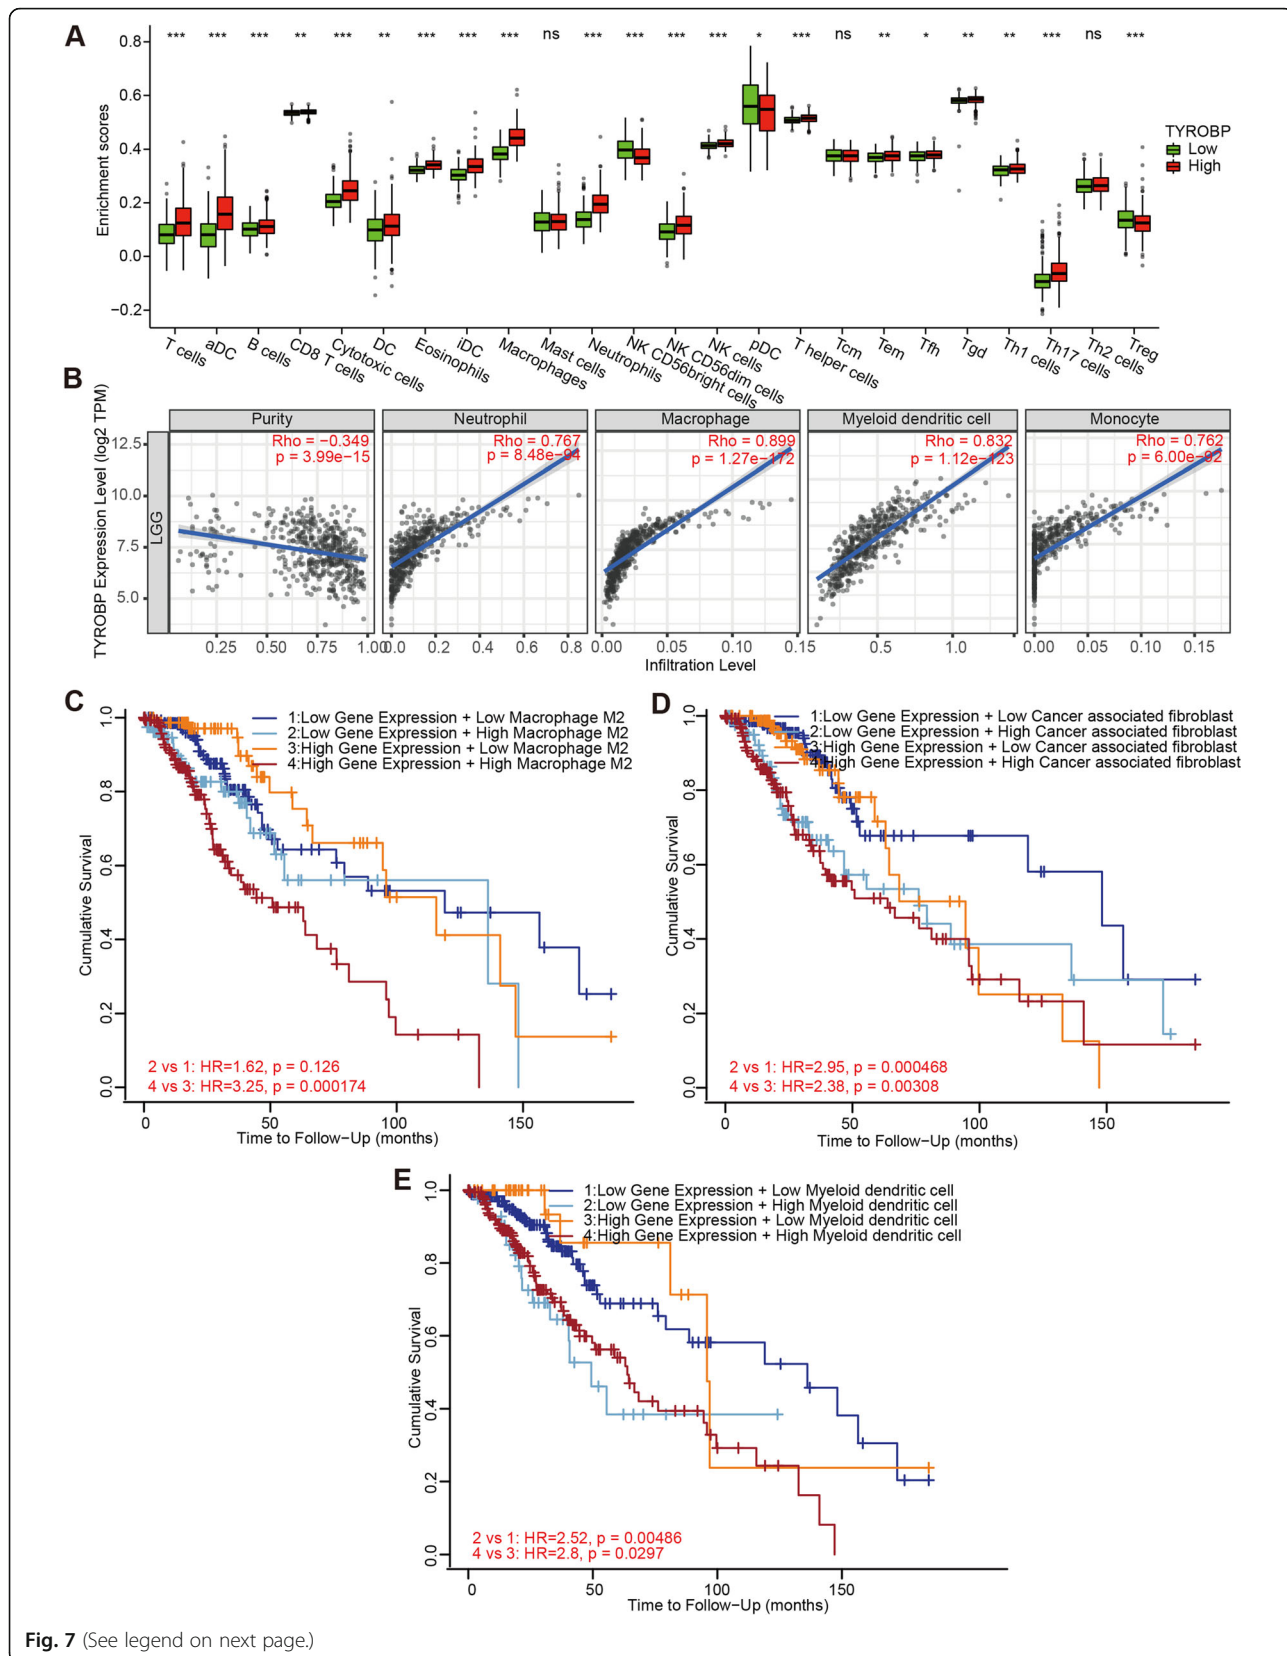 A
*** *** *** ** *** ** *** *** *** ns *** *** *** *** * *** ns ** * ** ** *** ns ***
Enrichment scores
0.8
0.6
0.4
0.2
0.0
−0.2
TYROBP
Low
High
T cells
aDC
B cells
CD8 T cells
Cytotoxic cells
DC
Eosinophils
iDC
Macrophages
Mast cells
Neutrophils
NK CD56bright cells
NK CD56dim cells
NK cells
pDC
T helper cells
Tcm
Tem
Tfh
Tgd
Th1 cells
Th17 cells
Th2 cells
Treg
B
TYROBP Expression Level (log2 TPM)
LGG
12.5
10.0
7.5
5.0
Purity
Rho = −0.349
p = 3.99e−15
0.25 0.50 0.75 1.00
Neutrophil
Rho = 0.767
p = 8.48e−94
0.0 0.2 0.4 0.6 0.8
Macrophage
Rho = 0.899
p = 1.27e−172
0.00 0.05 0.10 0.15
Myeloid dendritic cell
Rho = 0.832
p = 1.12e−123
0.5 1.0
Monocyte
Rho = 0.762
p = 6.00e−92
0.00 0.05 0.10 0.15
Infiltration Level
C
1:Low Gene Expression + Low Macrophage M2
2:Low Gene Expression + High Macrophage M2
3:High Gene Expression + Low Macrophage M2
4:High Gene Expression + High Macrophage M2
Cumulative Survival
1.0
0.8
0.6
0.4
0.2
0.0
2 vs 1: HR=1.62, p = 0.126
4 vs 3: HR=3.25, p = 0.000174
0 50 100 150
Time to Follow−Up (months)
D
1:Low Gene Expression + Low Cancer associated fibroblast
2:Low Gene Expression + High Cancer associated fibroblast
3:High Gene Expression + Low Cancer associated fibroblast
4:High Gene Expression + High Cancer associated fibroblast
Cumulative Survival
1.0
0.8
0.6
0.4
0.2
0.0
2 vs 1: HR=2.95, p = 0.000468
4 vs 3: HR=2.38, p = 0.00308
0 50 100 150
Time to Follow−Up (months)
E
1:Low Gene Expression + Low Myeloid dendritic cell
2:Low Gene Expression + High Myeloid dendritic cell
3:High Gene Expression + Low Myeloid dendritic cell
4:High Gene Expression + High Myeloid dendritic cell
Cumulative Survival
1.0
0.8
0.6
0.4
0.2
0.0
2 vs 1: HR=2.52, p = 0.00486
4 vs 3: HR=2.8, p = 0.0297
0 50 100 150
Time to Follow−Up (months)
Fig. 7 (See legend on next page.)